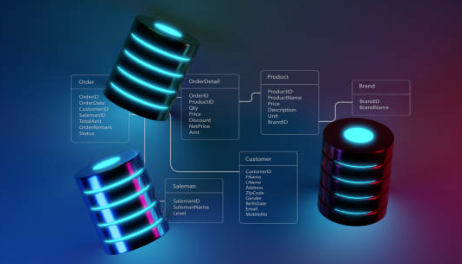 Order
OrderID
OrderDate
CustomerID
SalemanID
TotalAmt
OrderRemark
Status
OrderDetail
OrderID
ProductID
Qty
Price
Discount
NetPrice
Amt
Product
ProductID
ProductName
Price
Description
Unit
BrandID
Brand
BrandID
BrandName
Saleman
SalemanID
SalemanName
Level
Customer
CustomerID
FName
LName
Address
ZipCode
Gender
BirthDate
Email
MobileNo